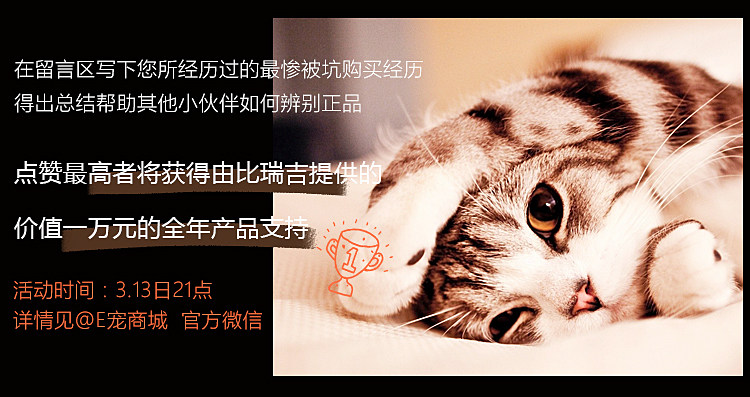 在留言区写下您所经历过的最惨被坑购买经历
得出总结帮助其他小伙伴如何辨别正品
点赞最高者将获得由比瑞吉提供的
价值一万元的全年产品支持
1
活动时间：3.13日21点
详情见@E宠商城 官方微信